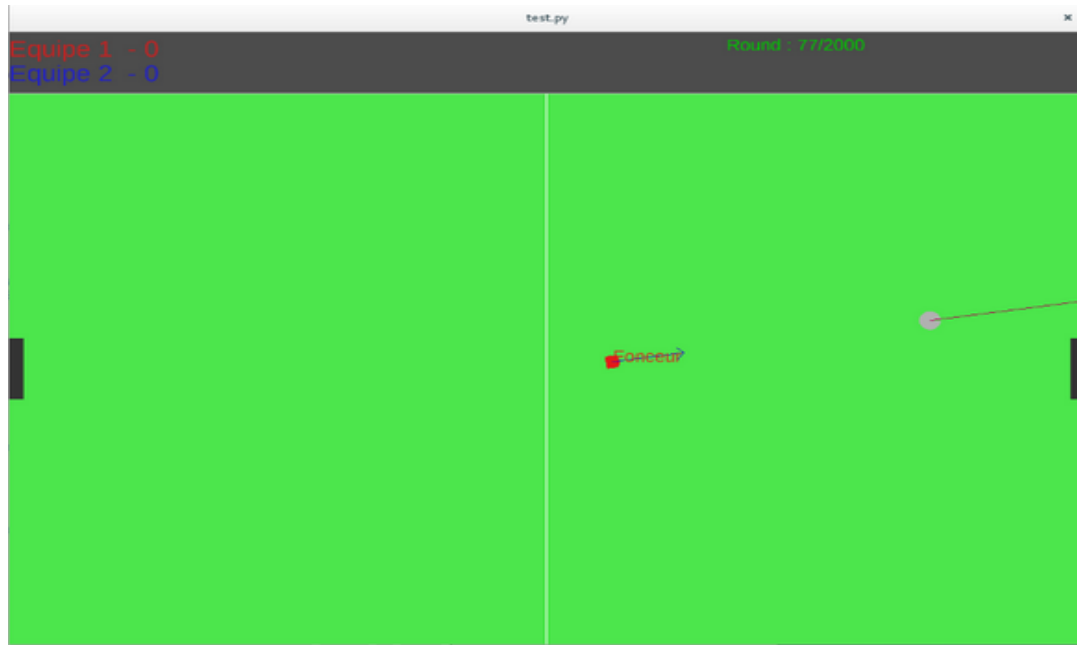 test.py
Equipe 1 - 0
Equipe 2 - 0
Round : 77/2000
Fonceur